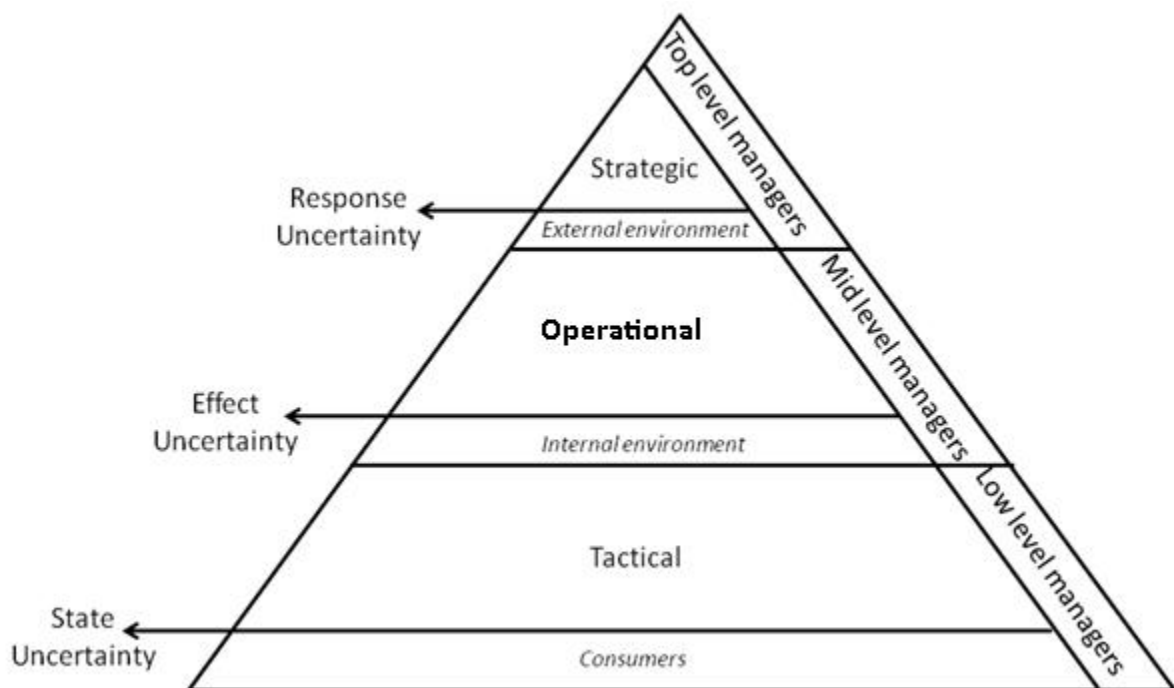 Top level managers
Strategic
Response
Uncertainty
External environment
Mid level managers
Operational
Effect
Uncertainty
Internal environment
Low level managers
Tactical
State
Uncertainty
Consumers